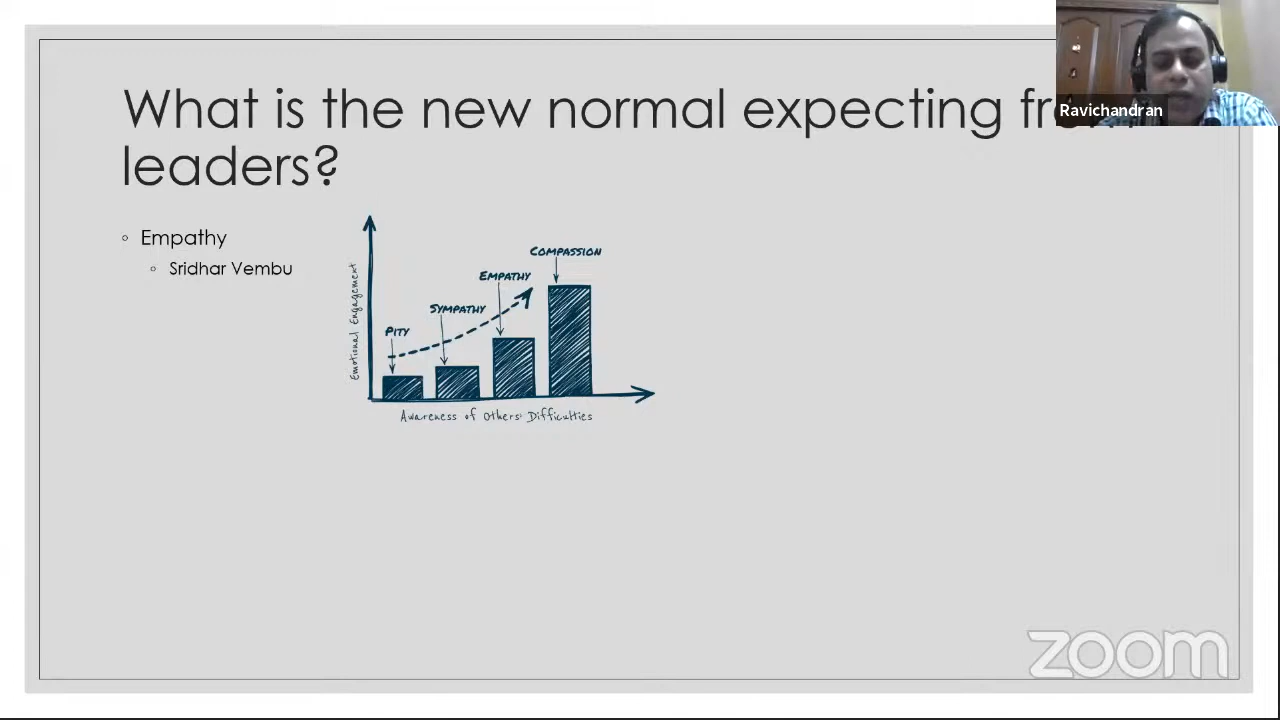 What is the new normal expecting
leaders?
Ravichandran
◦ Empathy
◦ Sridhar Vembu
COMPASSION
EMPATHY
SYMPATHY
PITY
Emotional Engagement
Awareness of Others' Difficulties
zoom